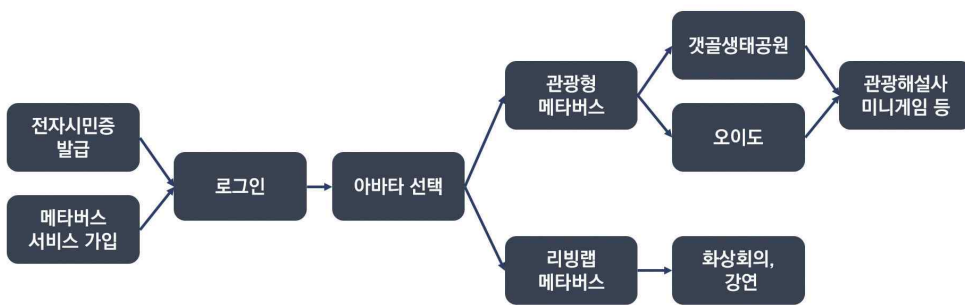 전자시민증
발급
메타버스
서비스 가입
로그인
아바타 선택
관광형
메타버스
갯골생태공원
오이도
관광해설사
미니게임 등
리빙랩
메타버스
화상회의,
강연